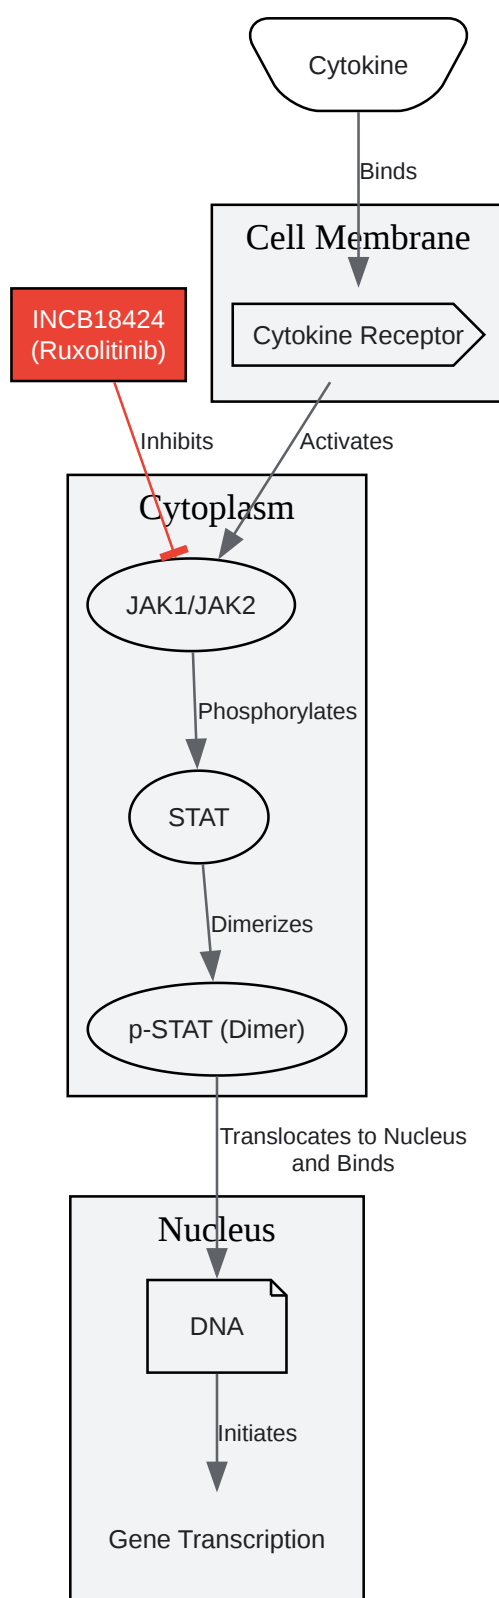 Cytokine
Binds
Cell Membrane
INCB18424
(Ruxolitinib)
Cytokine Receptor
Inhibits
Activates
Cytoplasm
JAK1/JAK2
Phosphorylates
STAT
Dimerizes
p-STAT (Dimer)
Translocates to Nucleus
and Binds
Nucleus
DNA
Initiates
Gene Transcription